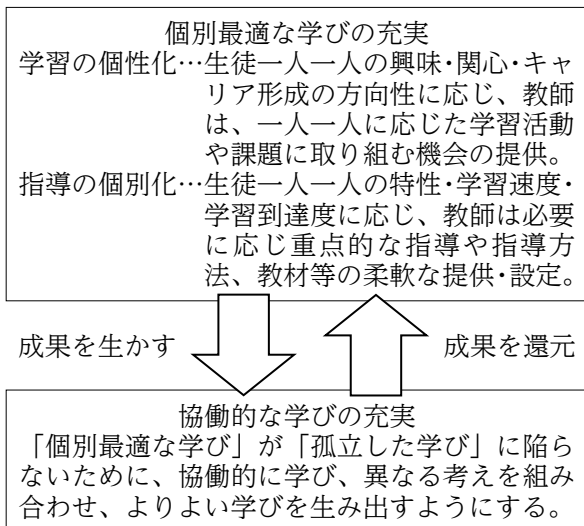 個別最適な学びの充実
学習の個性化…生徒一人一人の興味･関心･キャ
リア形成の方向性に応じ、教師
は、一人一人に応じた学習活動
や課題に取り組む機会の提供。
指導の個別化…生徒一人一人の特性･学習速度･
学習到達度に応じ、教師は必要
に応じ重点的な指導や指導方
法、教材等の柔軟な提供･設定。
成果を生かす
成果を還元
協働的な学びの充実
「個別最適な学び」が「孤立した学び」に陥ら
ないために、協働的に学び、異なる考えを組み
合わせ、よりよい学びを生み出すようにする。